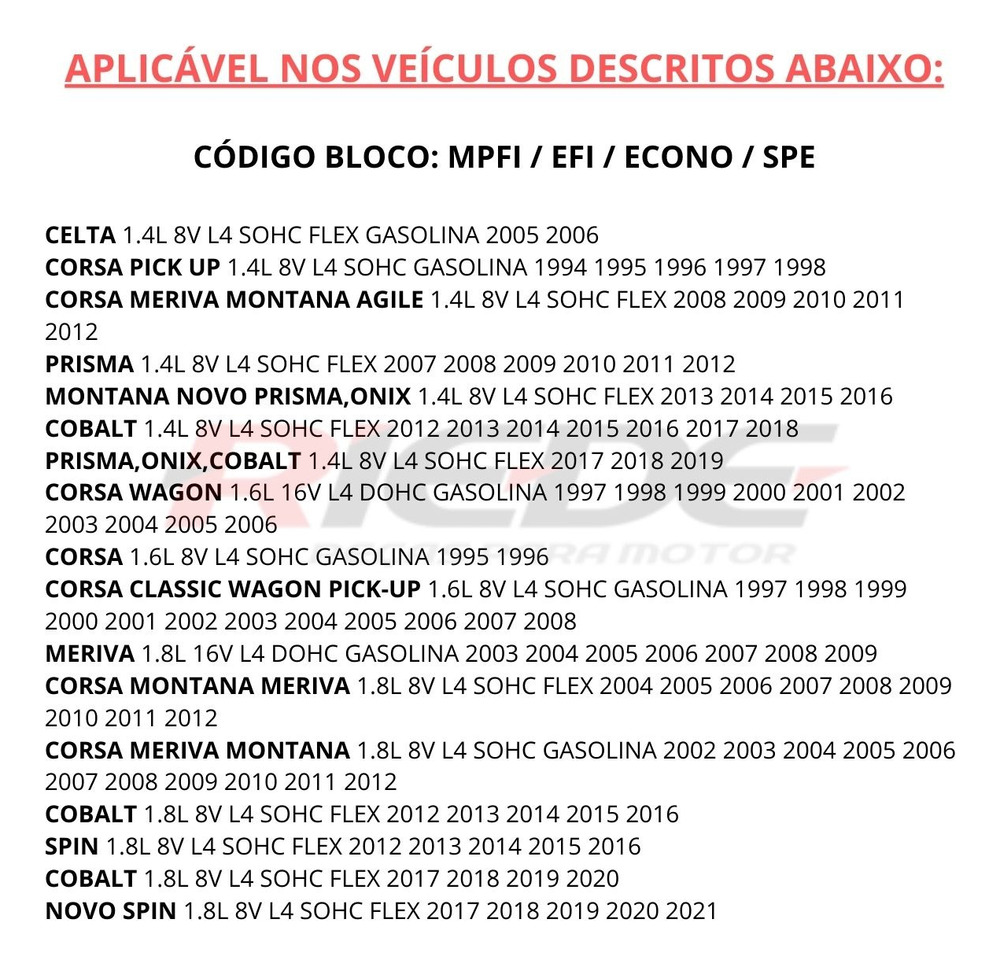 APLICÁVEL NOS VEÍCULOS DESCRITOS ABAIXO:
CÓDIGO BLOCO: MPFI / EFI / ECONO / SPE
CELTA 1.4L 8V L4 SOHC FLEX GASOLINA 2005 2006
CORSA PICK UP 1.4L 8V L4 SOHC GASOLINA 1994 1995 1996 1997 1998
CORSA MERIVA MONTANA AGILE 1.4L 8V L4 SOHC FLEX 2008 2009 2010 2011
2012
PRISMA 1.4L 8V L4 SOHC FLEX 2007 2008 2009 2010 2011 2012
MONTANA NOVO PRISMA,ONIX 1.4L 8V L4 SOHC FLEX 2013 2014 2015 2016
COBALT 1.4L 8V L4 SOHC FLEX 2012 2013 2014 2015 2016 2017 2018
PRISMA,ONIX,COBALT 1.4L 8V L4 SOHC FLEX 2017 2018 2019
CORSA WAGON 1.6L 16V L4 DOHC GASOLINA 1997 1998 1999 2000 2001 2002
2003 2004 2005 2006
RIEDE
CORSA 1.6L 8V L4 SOHC GASOLINA 1995 1996
MOTOR
CORSA CLASSIC WAGON PICK-UP 1.6L 8V L4 SOHC GASOLINA 1997 1998 1999
2000 2001 2002 2003 2004 2005 2006 2007 2008
MERIVA 1.8L 16V L4 DOHC GASOLINA 2003 2004 2005 2006 2007 2008 2009
CORSA MONTANA MERIVA 1.8L 8V L4 SOHC FLEX 2004 2005 2006 2007 2008 2009
2010 2011 2012
CORSA MERIVA MONTANA 1.8L 8V L4 SOHC GASOLINA 2002 2003 2004 2005 2006
2007 2008 2009 2010 2011 2012
COBALT 1.8L 8V L4 SOHC FLEX 2012 2013 2014 2015 2016
SPIN 1.8L 8V L4 SOHC FLEX 2012 2013 2014 2015 2016
COBALT 1.8L 8V L4 SOHC FLEX 2017 2018 2019 2020
NOVO SPIN 1.8L 8V L4 SOHC FLEX 2017 2018 2019 2020 2021